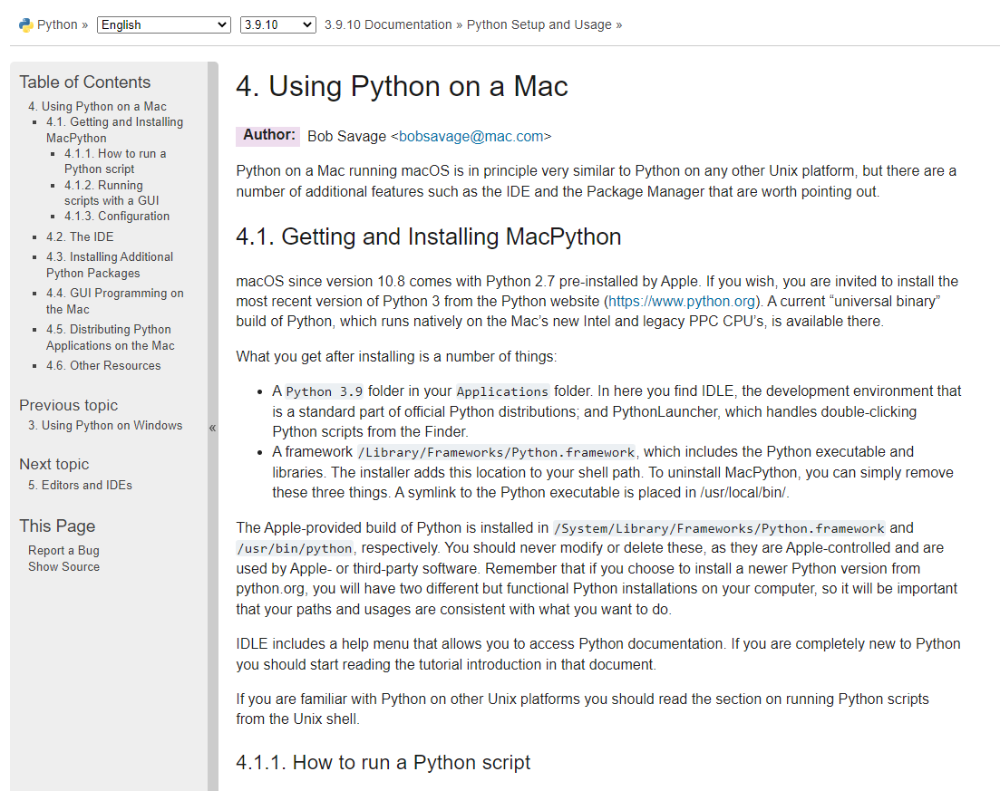 Python » English 3.9.10 3.9.10 Documentation » Python Setup and Usage »
Table of Contents
4. Using Python on a Mac
4.1. Getting and Installing
MacPython
4.1.1. How to run a
Python script
4.1.2. Running
scripts with a GUI
4.1.3. Configuration
4.2. The IDE
4.3. Installing Additional
Python Packages
4.4. GUI Programming on
the Mac
4.5. Distributing Python
Applications on the Mac
4.6. Other Resources
Previous topic
3. Using Python on Windows
Next topic
5. Editors and IDEs
This Page
Report a Bug
Show Source
«
4. Using Python on a Mac
Author: Bob Savage <bobsavage@mac.com>
Python on a Mac running macOS is in principle very similar to Python on any other Unix platform, but there are a
number of additional features such as the IDE and the Package Manager that are worth pointing out.
4.1. Getting and Installing MacPython
macOS since version 10.8 comes with Python 2.7 pre-installed by Apple. If you wish, you are invited to install the
most recent version of Python 3 from the Python website (https://www.python.org). A current “universal binary”
build of Python, which runs natively on the Mac’s new Intel and legacy PPC CPU’s, is available there.
What you get after installing is a number of things:
• A Python 3.9 folder in your Applications folder. In here you find IDLE, the development environment that
is a standard part of official Python distributions; and PythonLauncher, which handles double-clicking
Python scripts from the Finder.
• A framework /Library/Frameworks/Python.framework, which includes the Python executable and
libraries. The installer adds this location to your shell path. To uninstall MacPython, you can simply remove
these three things. A symlink to the Python executable is placed in /usr/local/bin/.
The Apple-provided build of Python is installed in /System/Library/Frameworks/Python.framework and
/usr/bin/python, respectively. You should never modify or delete these, as they are Apple-controlled and are
used by Apple- or third-party software. Remember that if you choose to install a newer Python version from
python.org, you will have two different but functional Python installations on your computer, so it will be important
that your paths and usages are consistent with what you want to do.
IDLE includes a help menu that allows you to access Python documentation. If you are completely new to Python
you should start reading the tutorial introduction in that document.
If you are familiar with Python on other Unix platforms you should read the section on running Python scripts
from the Unix shell.
4.1.1. How to run a Python script